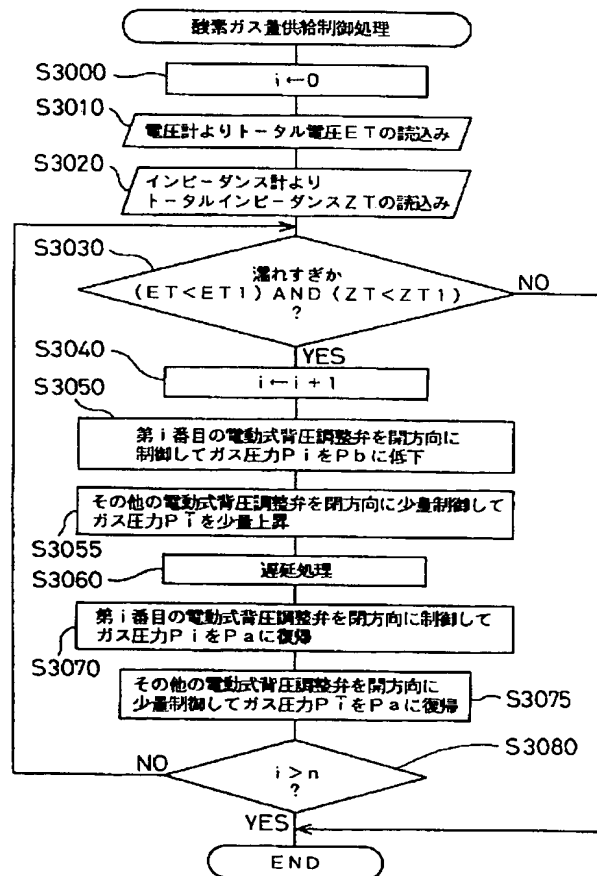 酸素ガス量供給制御処理
S3000
i←0
S3010
電圧計よりトータル電圧ETの読込み
S3020
インピーダンス計より
トータルインピーダンスZTの読込み
S3030
濡れすぎか
(ET<ET1) AND (ZT<ZT1)
?
NO
YES
S3040
i←i+1
S3050
第i番目の電動式背圧調整弁を開方向に
制御してガス圧力PiをPbに低下
その他の電動式背圧調整弁を閉方向に少量制御して
ガス圧力Pi̅を少量上昇
S3055
S3060
遅延処理
第i番目の電動式背圧調整弁を閉方向に制御して
ガス圧力PiをPaに復帰
S3070
その他の電動式背圧調整弁を開方向に
少量制御してガス圧力Pi̅をPaに復帰
S3075
S3080
NO
i>n
?
YES
END